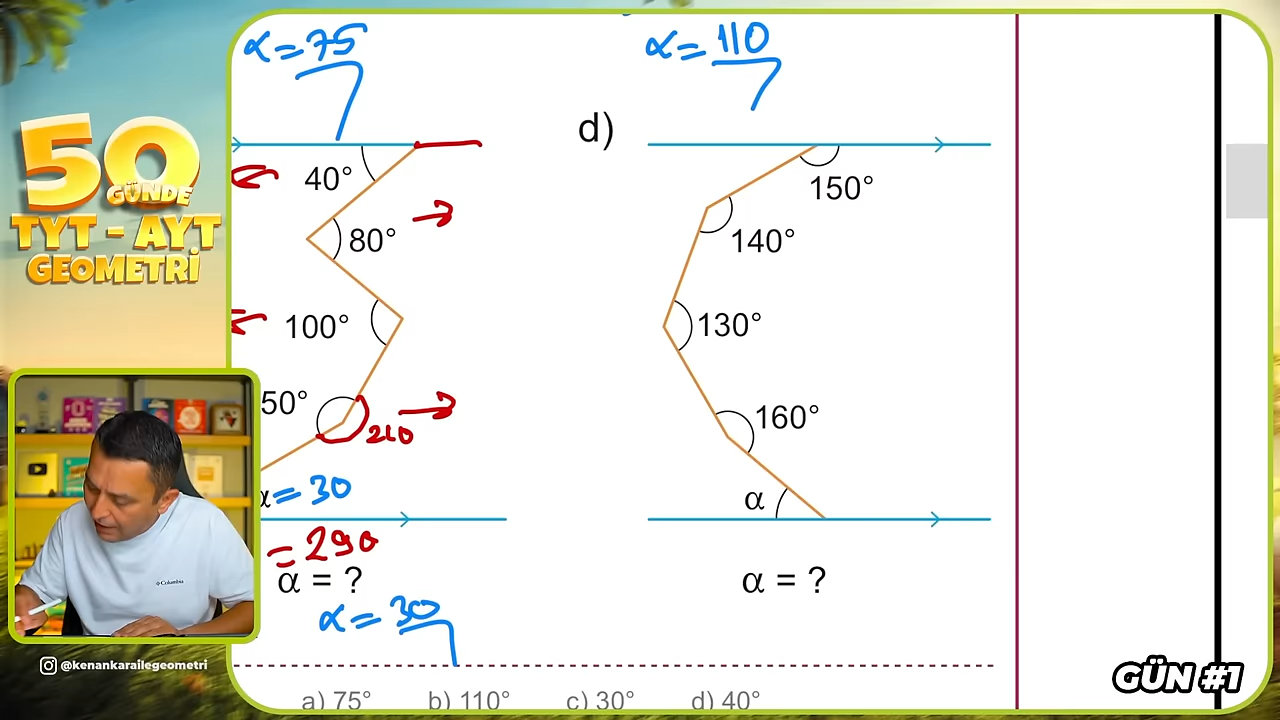 α = 75
α = 110
50
GÜNDE
TYT - AYT
GEOMETRİ
d)
40°
150°
80°
140°
100°
130°
50°
210
160°
α = 30
α
= 290
α = ?
α = ?
α = 30
Columbia
@kenankarailegeometri
GÜN #1
a) 75° b) 110° c) 30° d) 40°